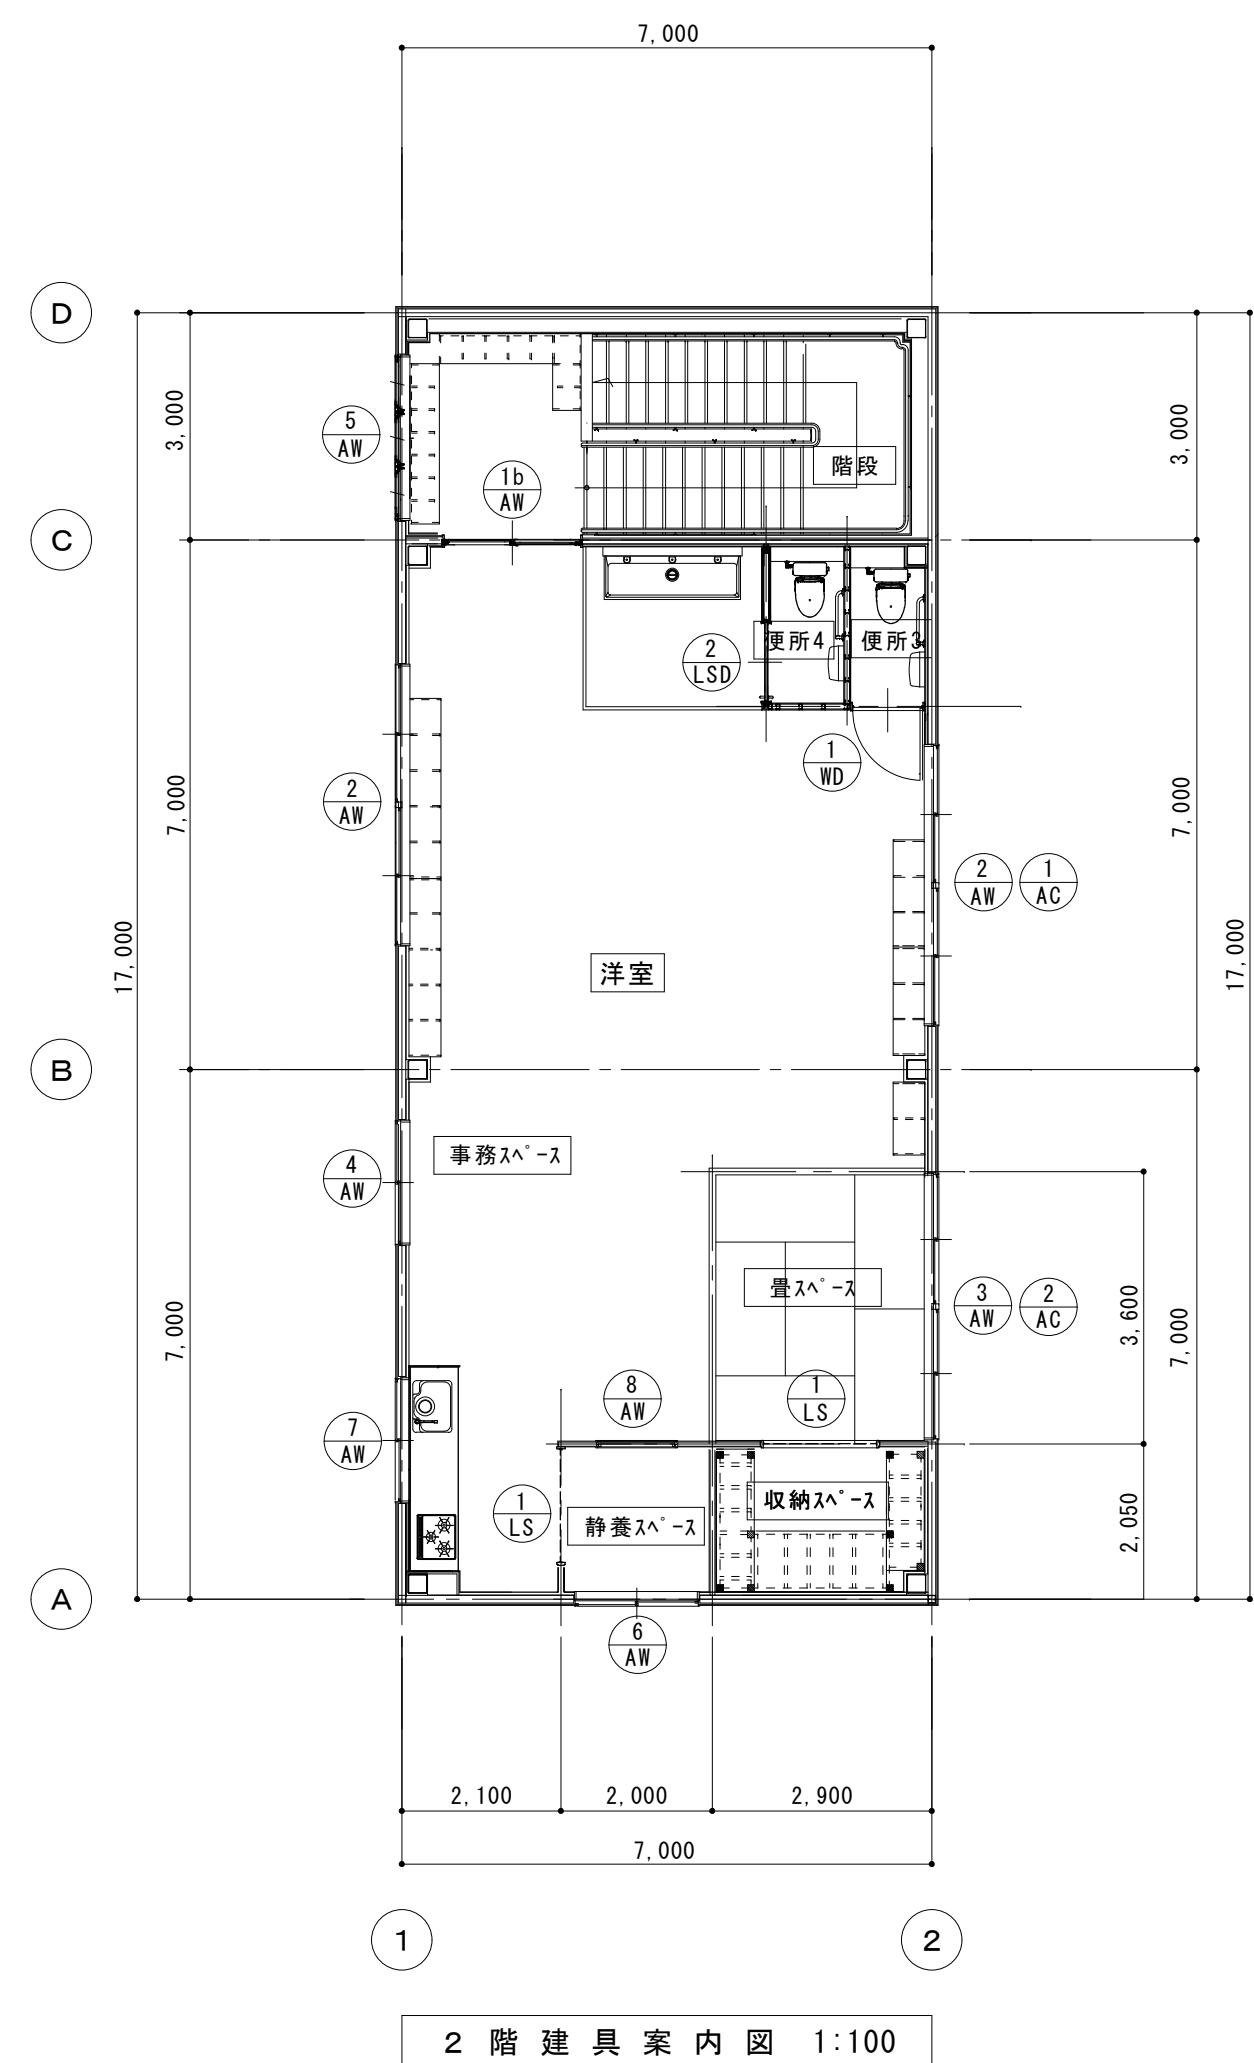 7,000
D
3,000
3,000
5
AW
1b
AW
階段
C
便所4
便所3
2
LSD
1
WD
2
AW
7,000
7,000
2
AW
1
AC
17,000
17,000
洋室
B
事務ｽﾍﾟｰｽ
4
AW
畳ｽﾍﾟｰｽ
3
AW
2
AC
3,600
7,000
7,000
8
AW
1
LS
7
AW
1
LS
収納ｽﾍﾟｰｽ
静養ｽﾍﾟｰｽ
2,050
A
6
AW
2,100
2,000
2,900
7,000
1
2
2階建具案内図 1:100